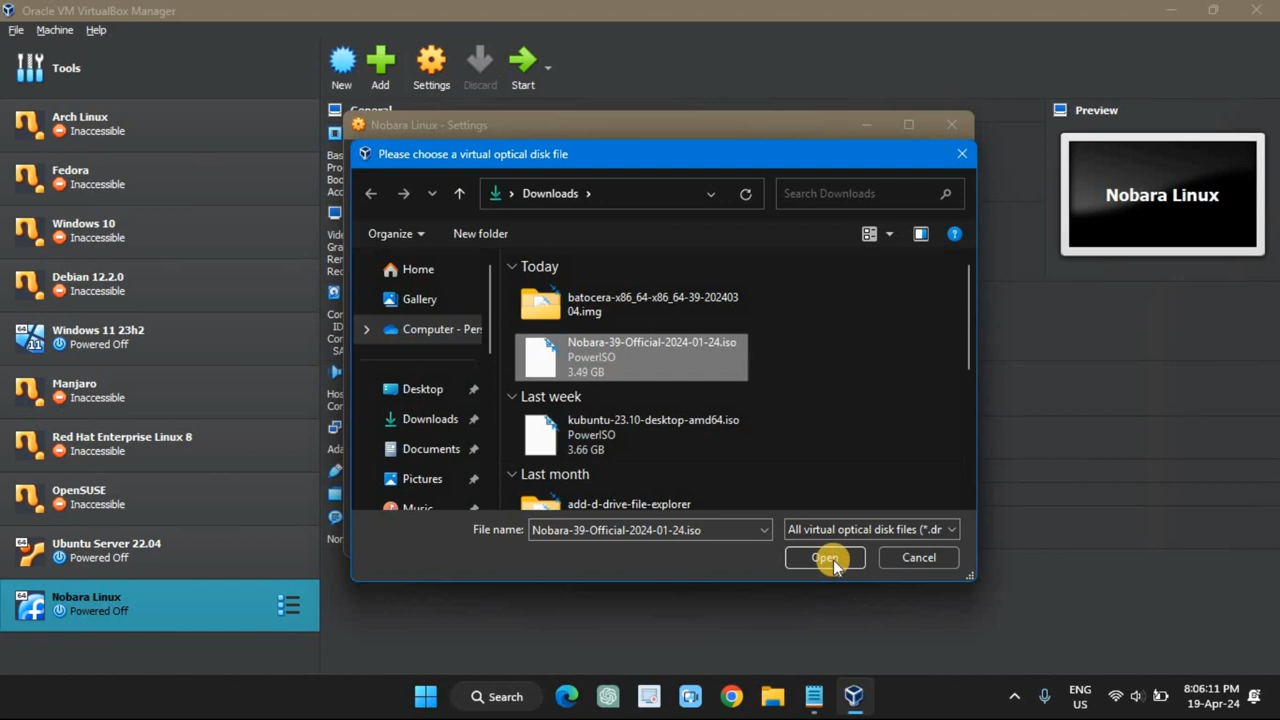 Oracle VM VirtualBox Manager
File Machine Help
Tools
New Add Settings Discard Start
Arch Linux
Inaccessible
Fedora
Inaccessible
Windows 10
Inaccessible
Debian 12.2.0
Inaccessible
Windows 11 23h2
Powered Off
Manjaro
Inaccessible
Red Hat Enterprise Linux 8
Inaccessible
OpenSUSE
Inaccessible
Ubuntu Server 22.04
Inaccessible
Nobara Linux
Powered Off
General
Preview
Nobara Linux
Nobara Linux - Settings
Please choose a virtual optical disk file
Downloads
Search Downloads
Organize New folder
Home
Gallery
Computer - Pers
Desktop
Downloads
Documents
Pictures
Music
Today
batocera-x86_64-x86_64-39-202403
04.img
Nobara-39-Official-2024-01-24.iso
PowerISO
3.49 GB
Last week
kubuntu-23.10-desktop-amd64.iso
PowerISO
3.66 GB
Last month
add-d-drive-file-explorer
File name: Nobara-39-Official-2024-01-24.iso All virtual optical disk files (*.dr
Open Cancel
Search
ENG
US
8:06:11 PM
19-Apr-24